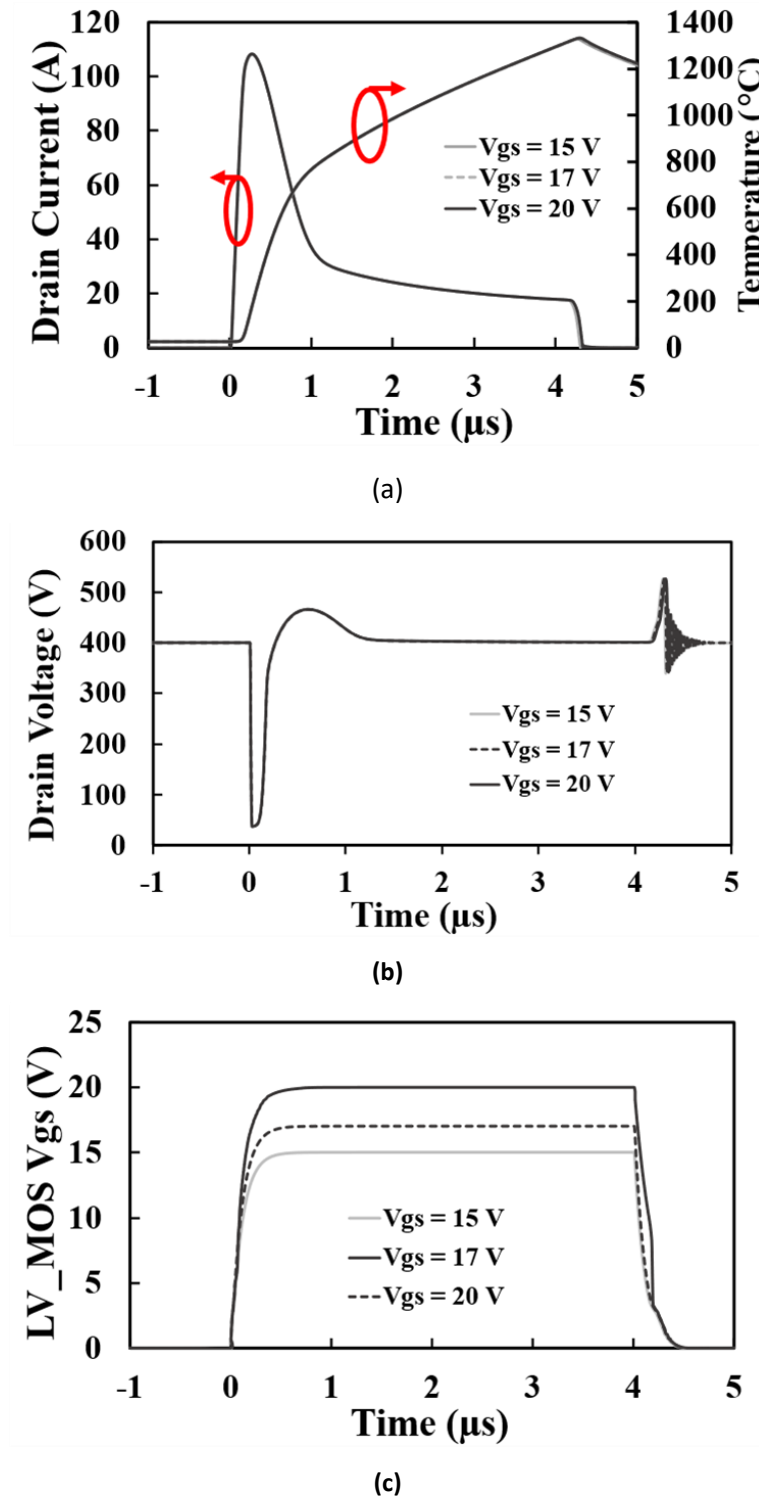 120
100
80
60
40
20
0
1400
1200
1000
800
600
400
200
0
Drain Current (A)
Temperature (°C)
Vgs = 15 V
Vgs = 17 V
Vgs = 20 V
-1 0 1 2 3 4 5
Time (μs)
(a)
600
500
400
300
200
100
0
Drain Voltage (V)
Vgs = 15 V
Vgs = 17 V
Vgs = 20 V
-1 0 1 2 3 4 5
Time (μs)
(b)
25
20
15
10
5
0
LV_MOS Vgs (V)
Vgs = 15 V
Vgs = 17 V
Vgs = 20 V
-1 0 1 2 3 4 5
Time (μs)
(c)